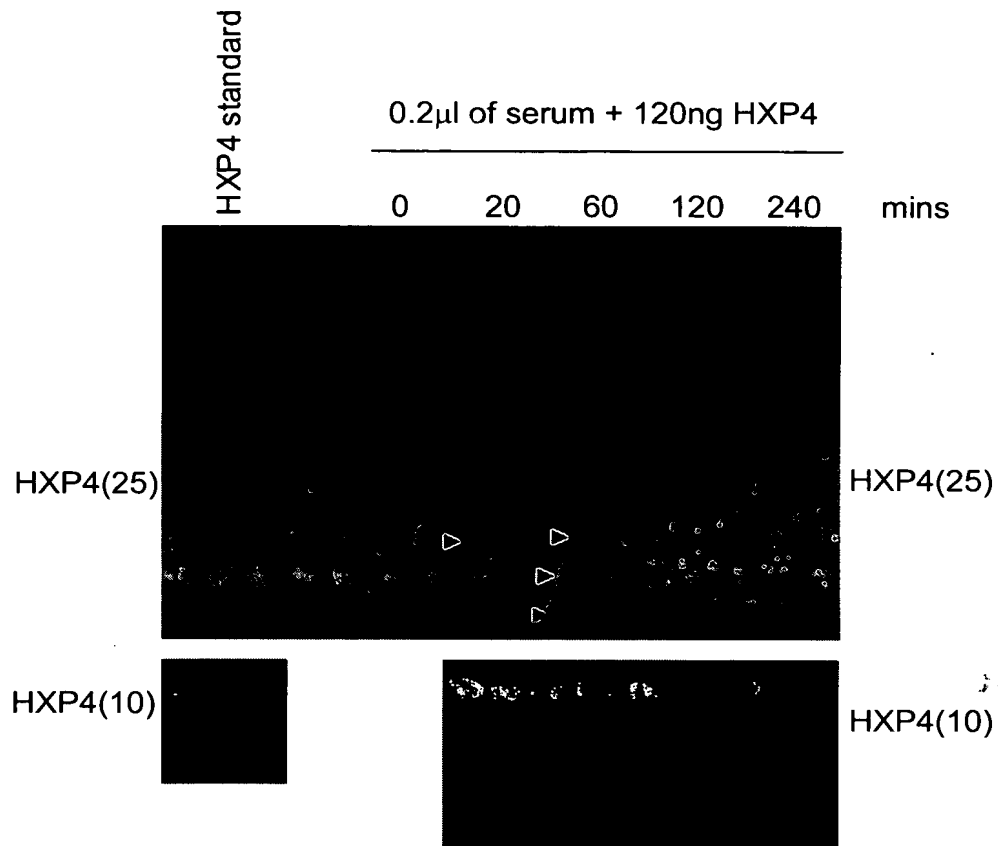 HXP4 standard
0.2µl of serum + 120ng HXP4
0 20 60 120 240 mins
HXP4(25) HXP4(25)
HXP4(10) HXP4(10)